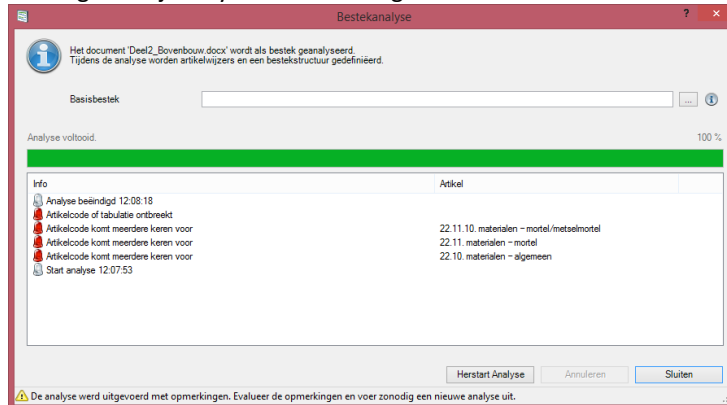 Bestekanalyse
?
x
Het document 'Deel2_Bovenbouw.docx' wordt als bestek geanalyseerd.
Tijdens de analyse worden artikelwijzers en een bestekstructuur gedefiniëerd.
Basisbestek
...
Analyse voltooid.
100 %
Info Artikel
Analyse beëindigd 12:08:18
Artikelcode of tabulatie ontbreekt
Artikelcode komt meerdere keren voor 22.11.10. materialen – mortel/metselmortel
Artikelcode komt meerdere keren voor 22.11. materialen – mortel
Artikelcode komt meerdere keren voor 22.10. materialen – algemeen
Start analyse 12:07:53
Herstart Analyse Annuleren Sluiten
De analyse werd uitgevoerd met opmerkingen. Evalueer de opmerkingen en voer zonodig een nieuwe analyse uit.